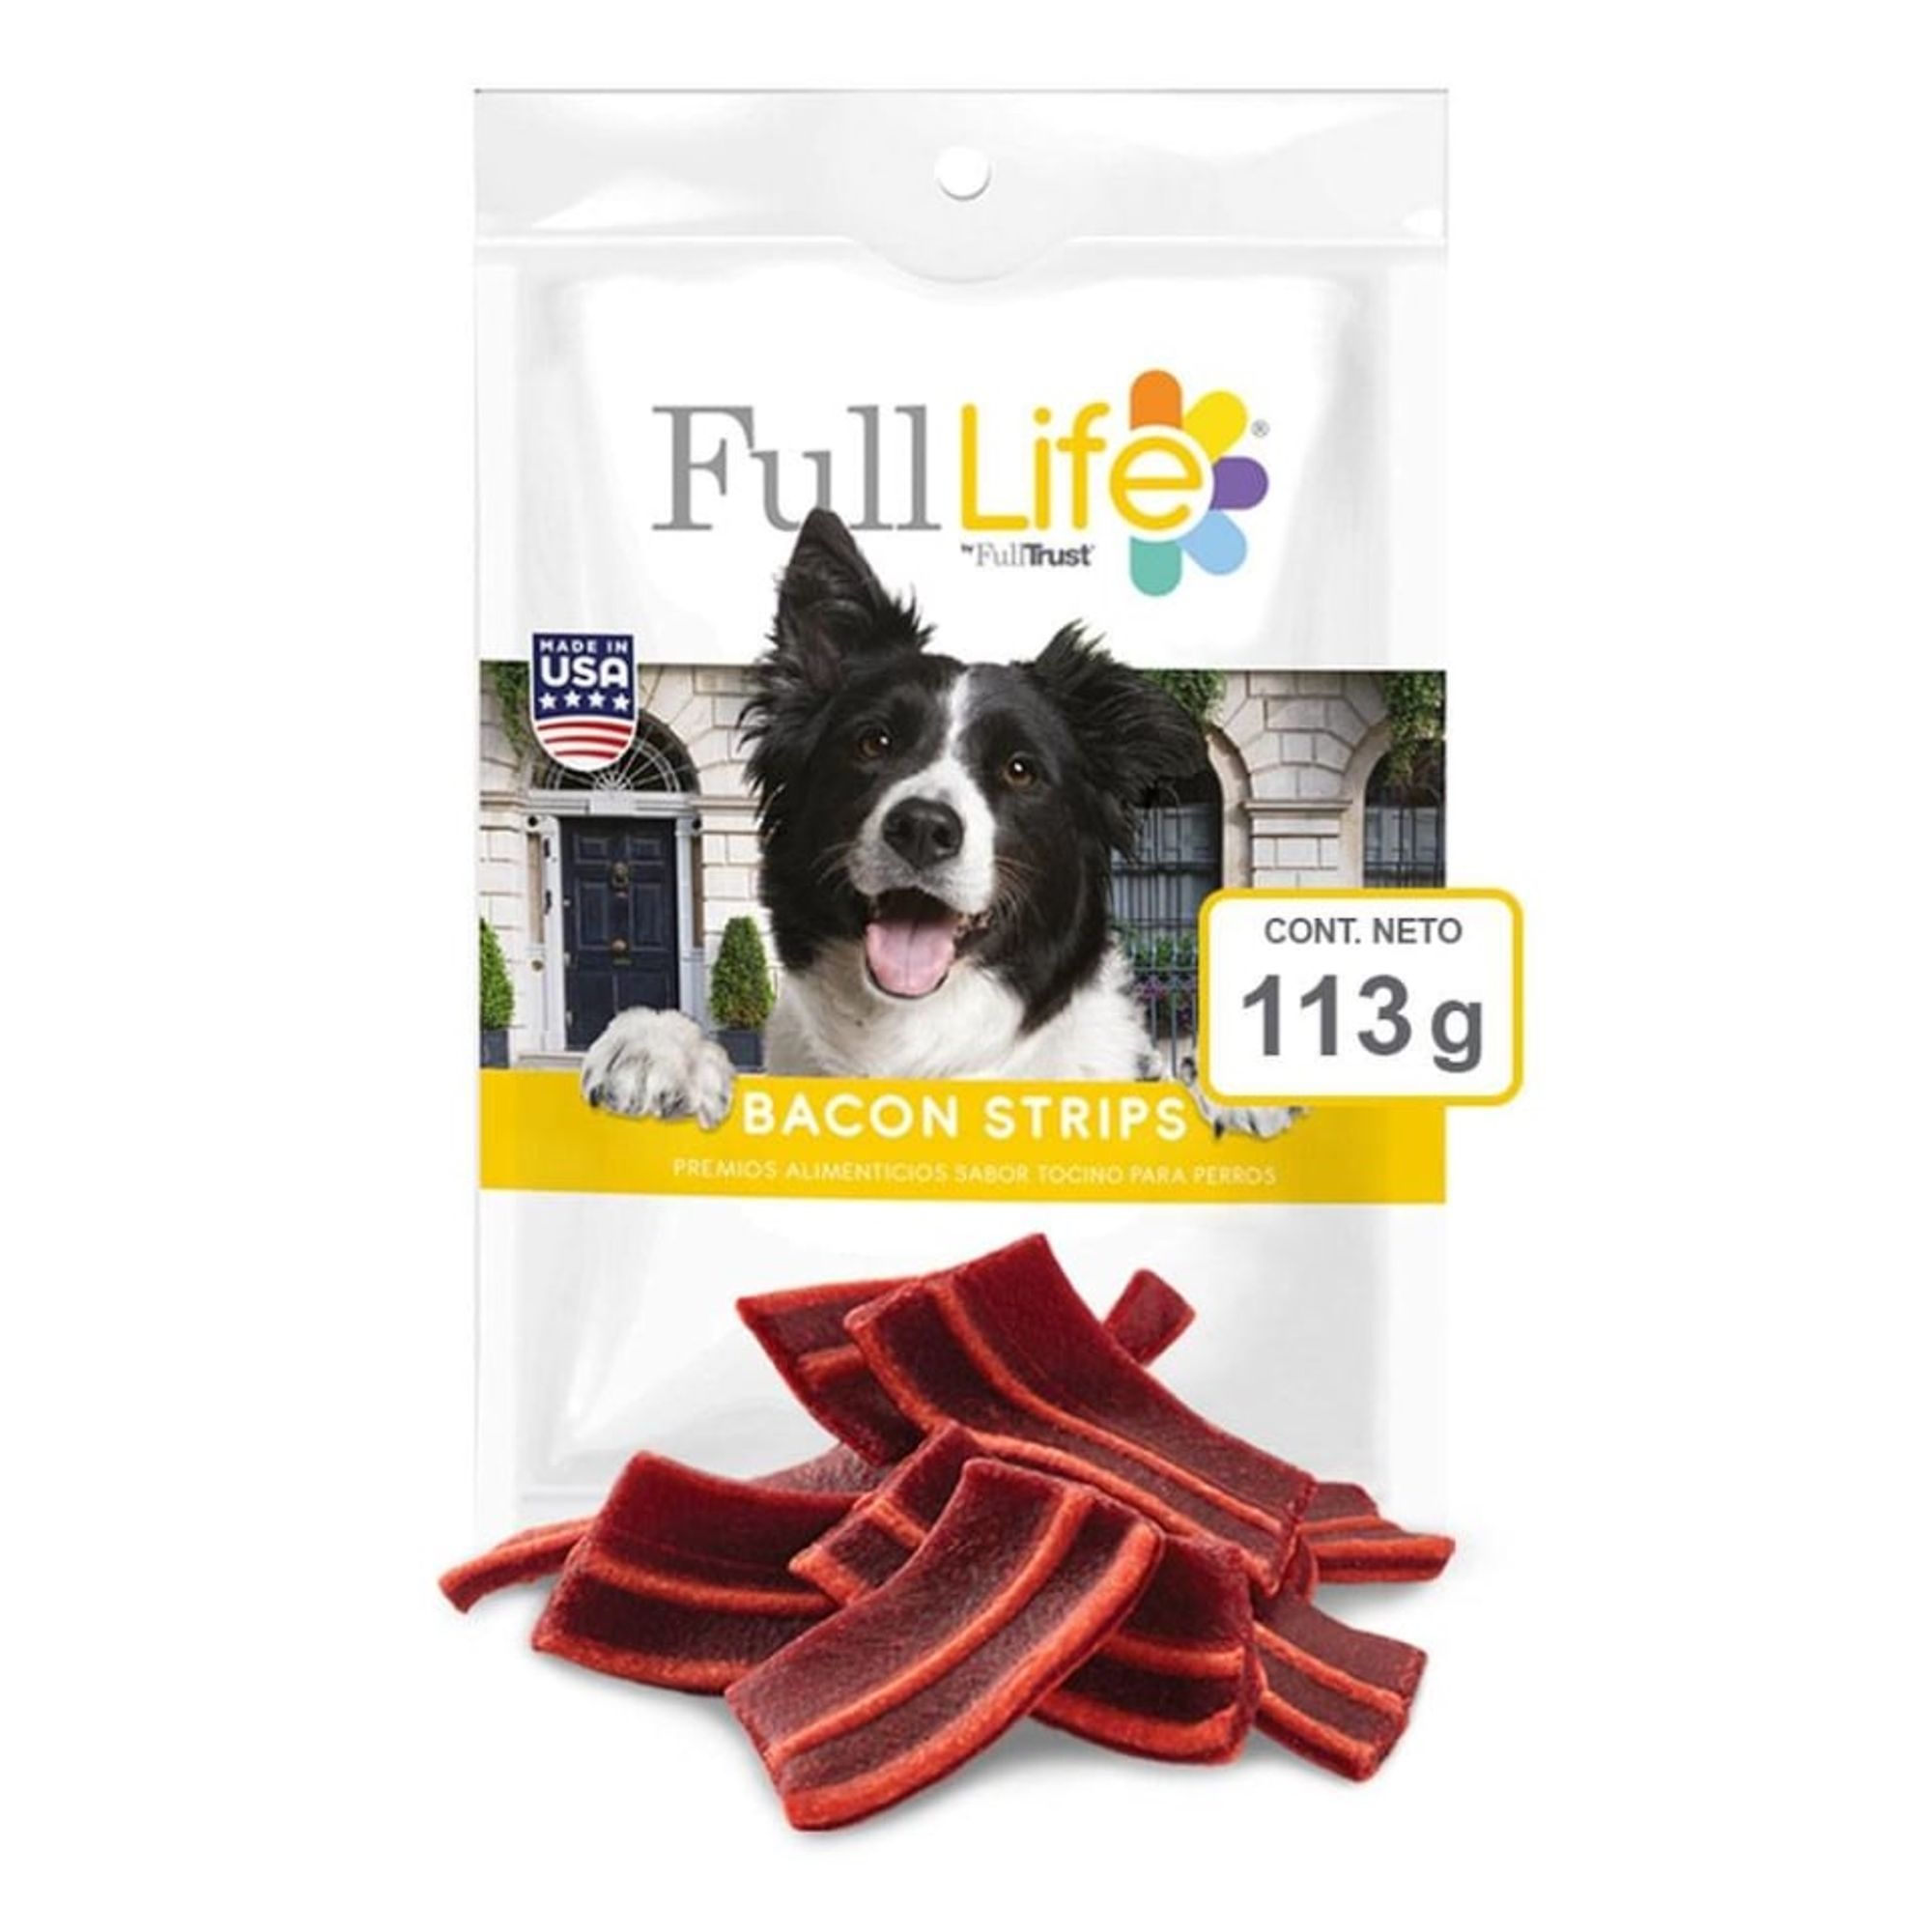 Full Life ®
by FullTrust
MADE IN
USA
CONT. NETO
113 g
BACON STRIPS
PREMIOS ALIMENTICIOS SABOR TOCINO PARA PERROS